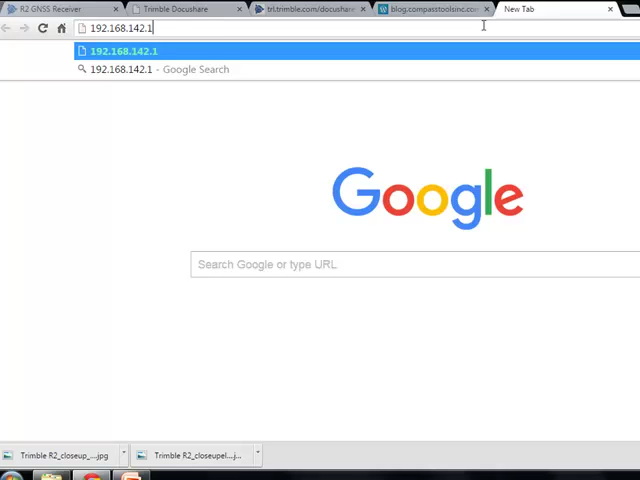 R2 GNSS Receiver
Trimble Docushare
trl.trimble.com/docushare
blog.compasstoolsinc.com
New Tab
192.168.142.1
192.168.142.1
192.168.142.1 - Google Search
Google
Search Google or type URL
Trimble R2_closeup_....jpg
Trimble R2_closeupel...j...